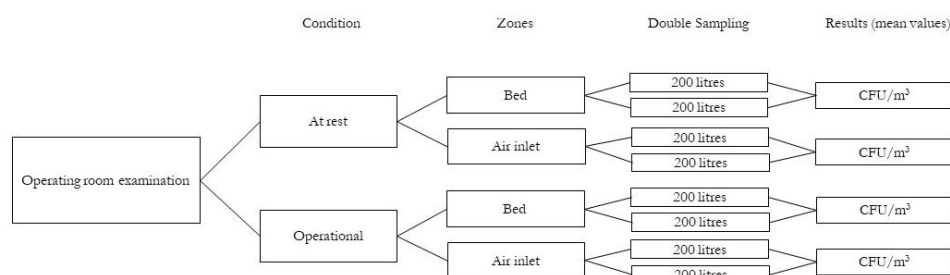 Condition
Zones
Double Sampling
Results (mean values)
Operating room examination
At rest
Bed
200 litres
200 litres
CFU/m³
Air inlet
200 litres
200 litres
CFU/m³
Operational
Bed
200 litres
200 litres
CFU/m³
Air inlet
200 litres
200 litres
CFU/m³